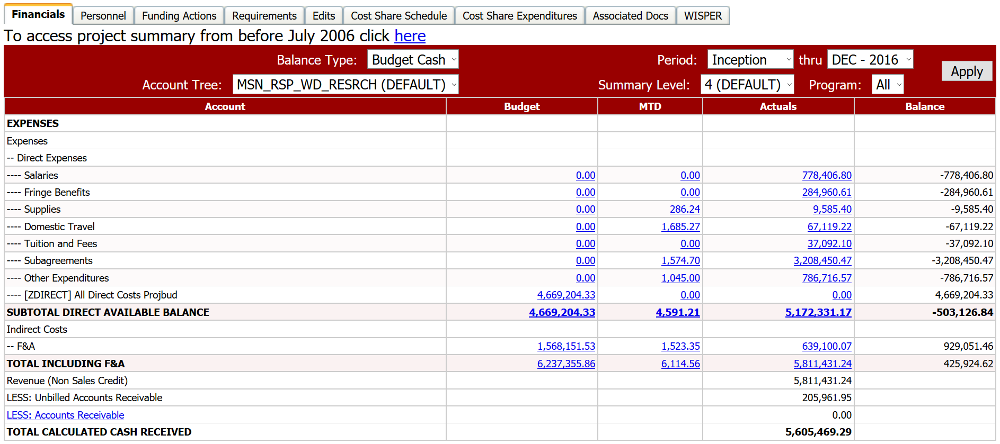 Financials Personnel Funding Actions Requirements Edits Cost Share Schedule Cost Share Expenditures Associated Docs WISPER
To access project summary from before July 2006 click here
Balance Type: Budget Cash Period: Inception thru DEC - 2016
Apply
Account Tree: MSN_RSP_WD_RESRCH (DEFAULT) Summary Level: 4 (DEFAULT) Program: All
Account Budget MTD Actuals Balance
EXPENSES
Expenses
-- Direct Expenses
---- Salaries 0.00 0.00 778,406.80 -778,406.80
---- Fringe Benefits 0.00 0.00 284,960.61 -284,960.61
---- Supplies 0.00 286.24 9,585.40 -9,585.40
---- Domestic Travel 0.00 1,685.27 67,119.22 -67,119.22
---- Tuition and Fees 0.00 0.00 37,092.10 -37,092.10
---- Subagreements 0.00 1,574.70 3,208,450.47 -3,208,450.47
---- Other Expenditures 0.00 1,045.00 786,716.57 -786,716.57
---- [ZDIRECT] All Direct Costs Projbud 4,669,204.33 0.00 0.00 4,669,204.33
SUBTOTAL DIRECT AVAILABLE BALANCE 4,669,204.33 4,591.21 5,172,331.17 -503,126.84
Indirect Costs
-- F&A 1,568,151.53 1,523.35 639,100.07 929,051.46
TOTAL INCLUDING F&A 6,237,355.86 6,114.56 5,811,431.24 425,924.62
Revenue (Non Sales Credit) 5,811,431.24
LESS: Unbilled Accounts Receivable 205,961.95
LESS: Accounts Receivable 0.00
TOTAL CALCULATED CASH RECEIVED 5,605,469.29